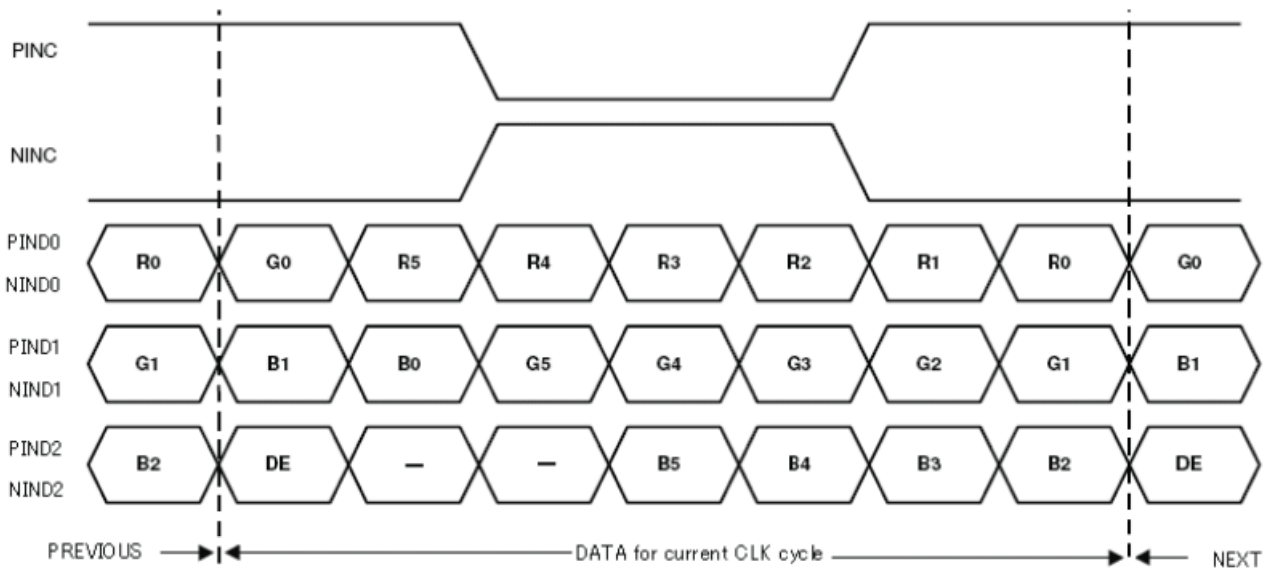 PINC
NINC
PIND0
NIND0
R0 G0 R5 R4 R3 R2 R1 R0 G0
PIND1
NIND1
G1 B1 B0 G5 G4 G3 G2 G1 B1
PIND2
NIND2
B2 DE — — B5 B4 B3 B2 DE
PREVIOUS DATA for current CLK cycle NEXT